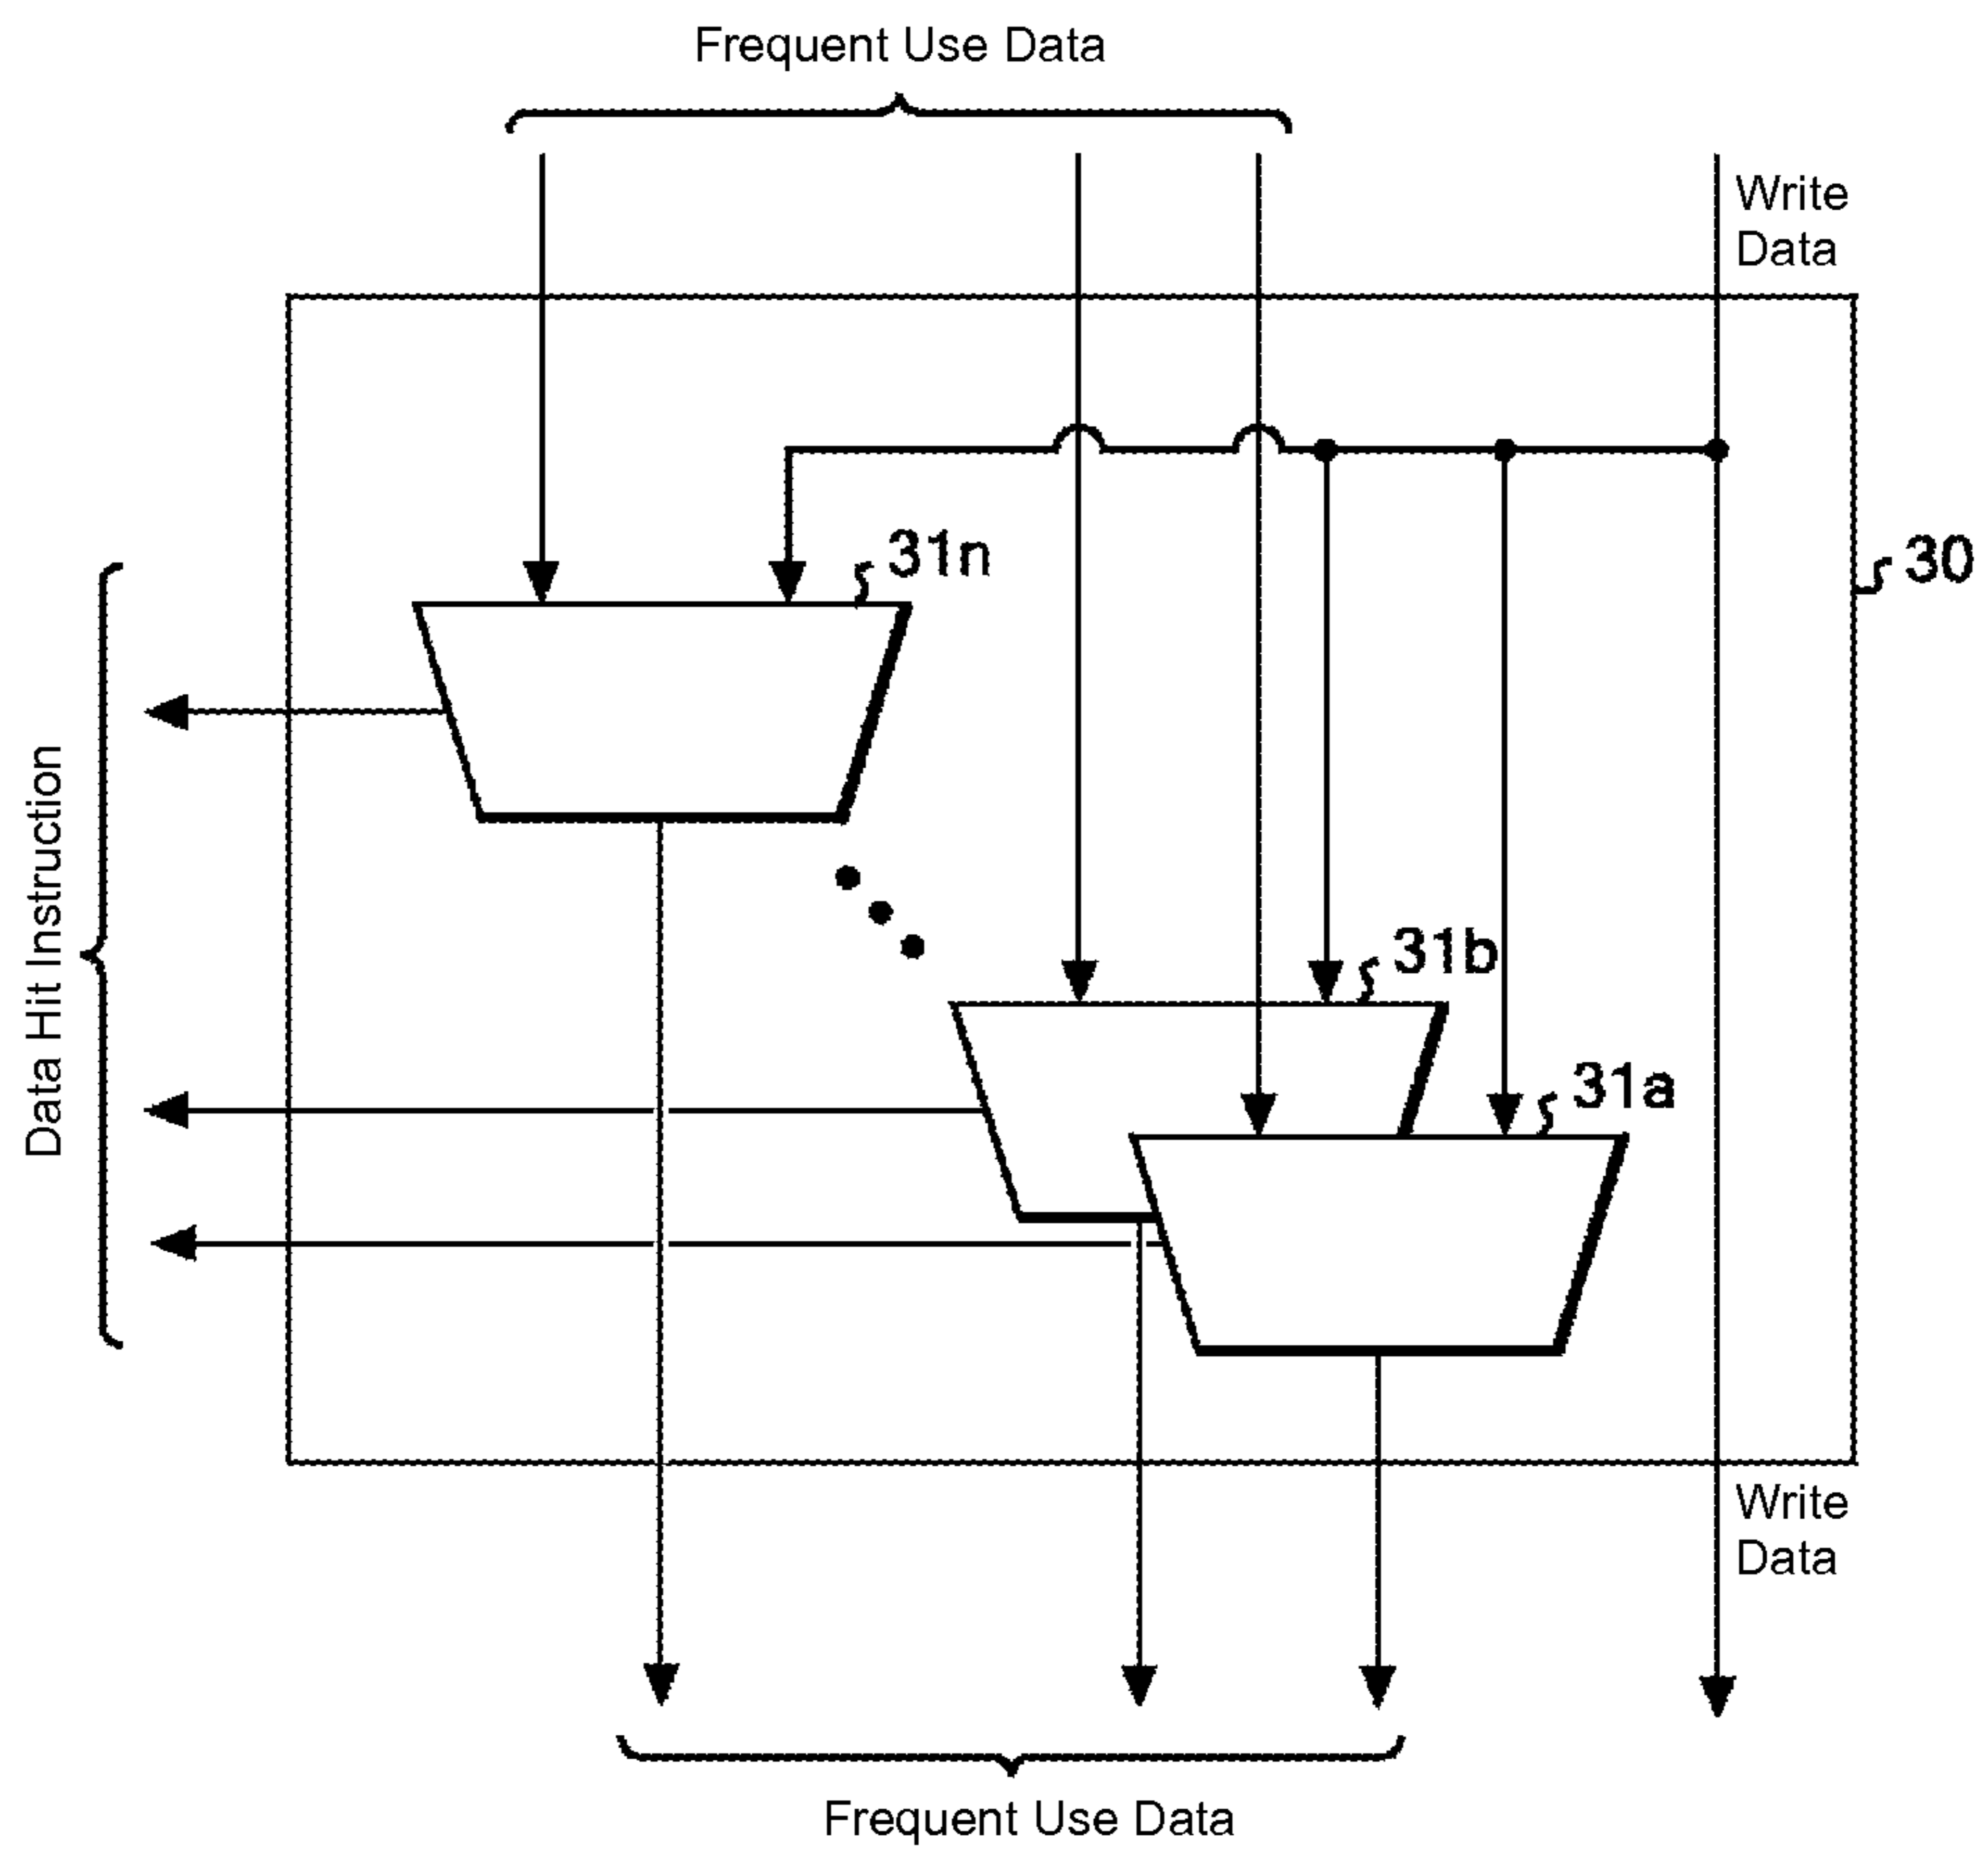 Frequent Use Data
Write
Data
31n
30
Data Hit Instruction
31b
31a
Write
Data
Frequent Use Data